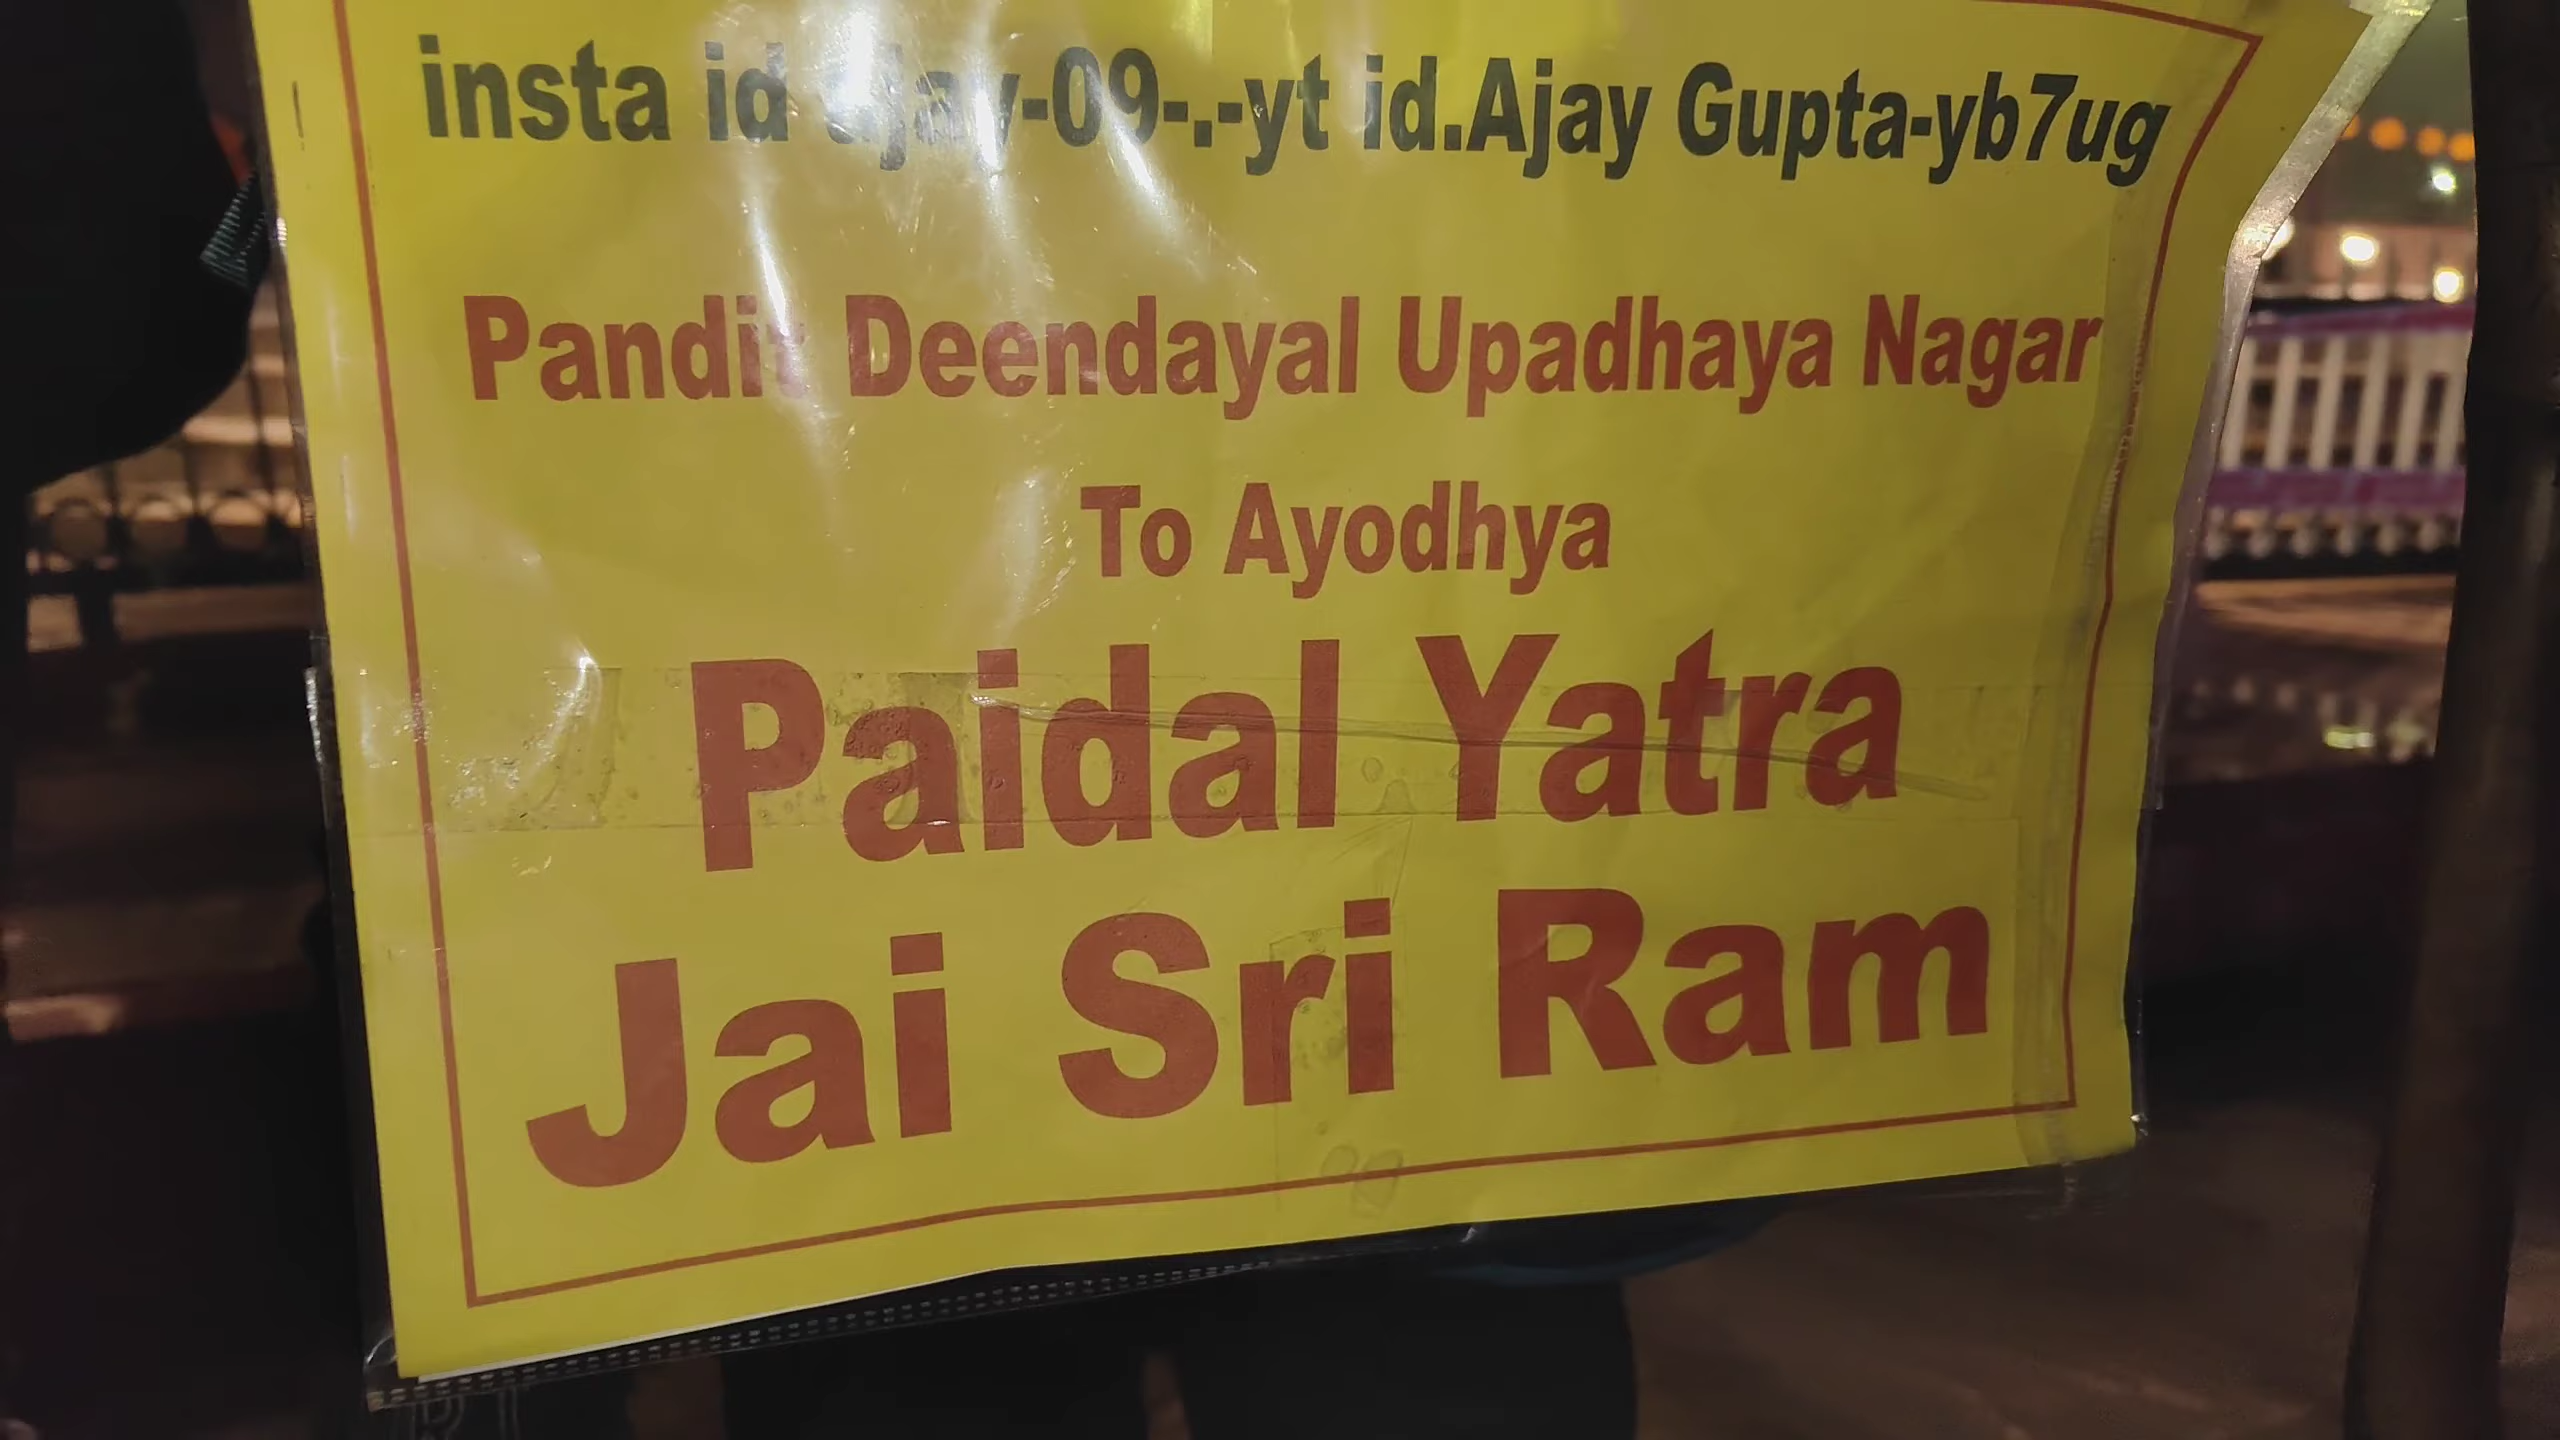 insta id ajay-09-.-yt id.Ajay Gupta-yb7ug
Pandit Deendayal Upadhaya Nagar
To Ayodhya
Paidal Yatra
Jai Sri Ram